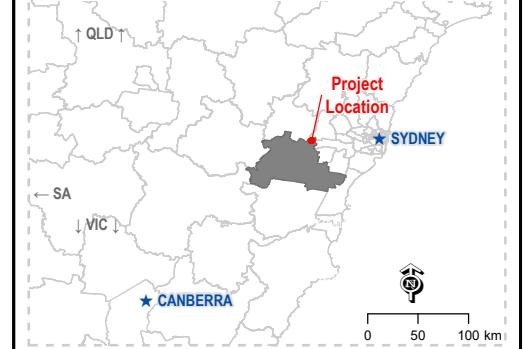 ↑ QLD ↑
Project
Location
★ SYDNEY
← SA
↓ VIC ↓
★ CANBERRA
N
0 50 100 km